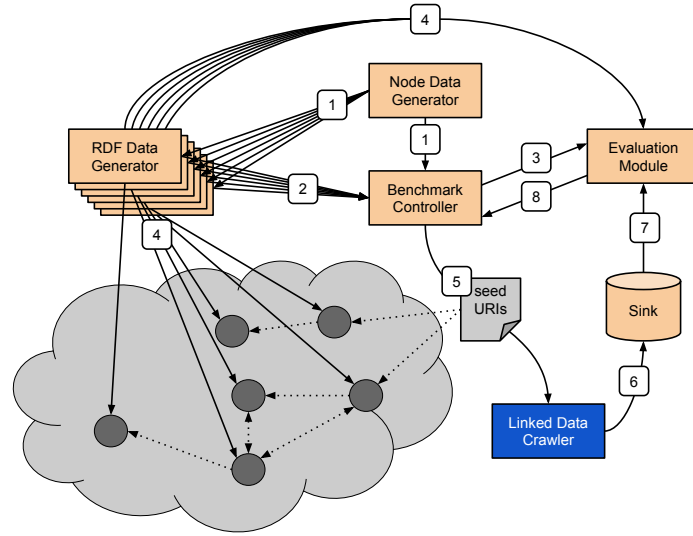 4
Node Data
Generator
1
1
RDF Data
Generator
3
Evaluation
Module
2
Benchmark
Controller
8
4
7
5
seed
URIs
Sink
6
Linked Data
Crawler